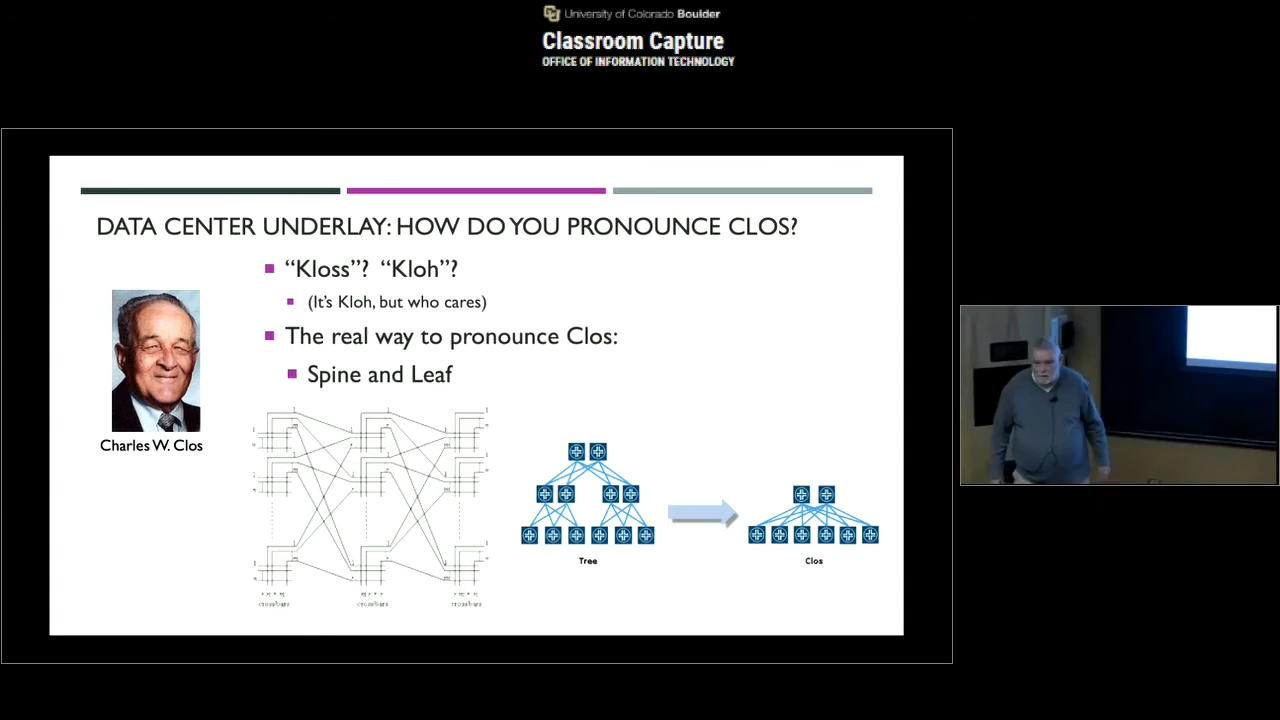 University of Colorado Boulder
Classroom Capture
OFFICE OF INFORMATION TECHNOLOGY
DATA CENTER UNDERLAY: HOW DO YOU PRONOUNCE CLOS?
"Kloss"? "Kloh"?
(It's Kloh, but who cares)
The real way to pronounce Clos:
Spine and Leaf
Charles W. Clos
Tree
Clos